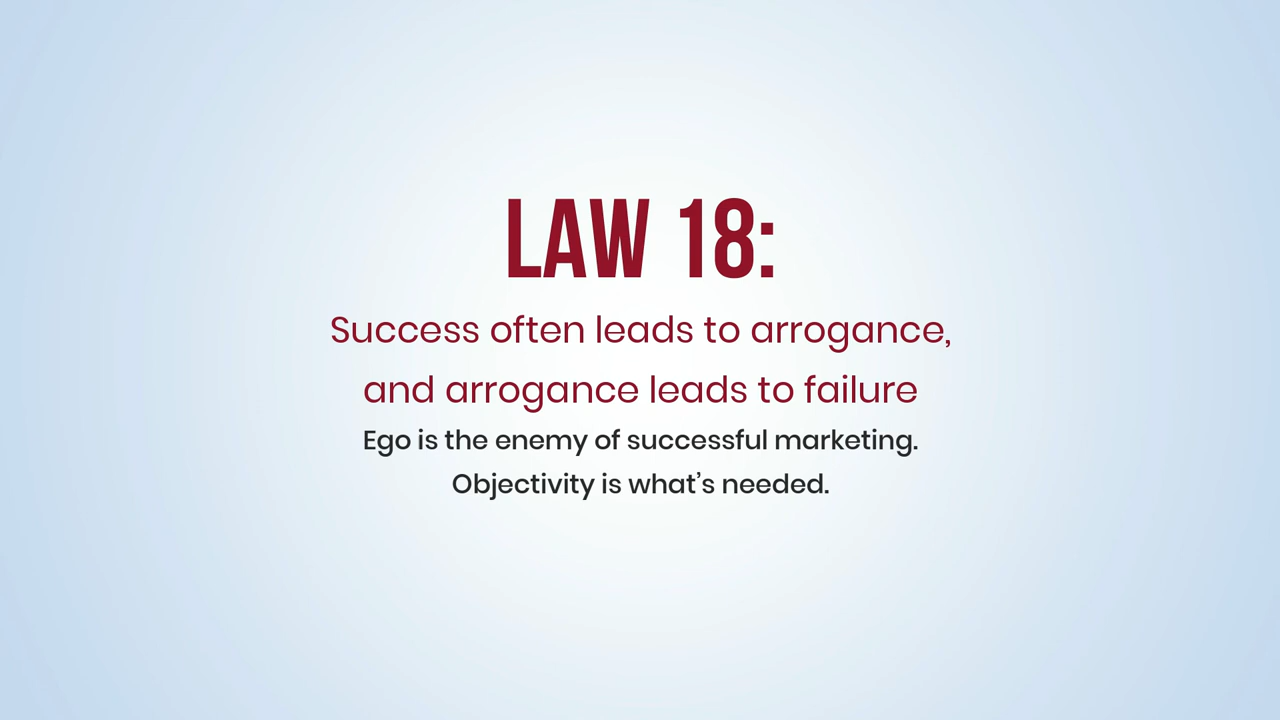 LAW 18:
Success often leads to arrogance,
and arrogance leads to failure
Ego is the enemy of successful marketing.
Objectivity is what’s needed.